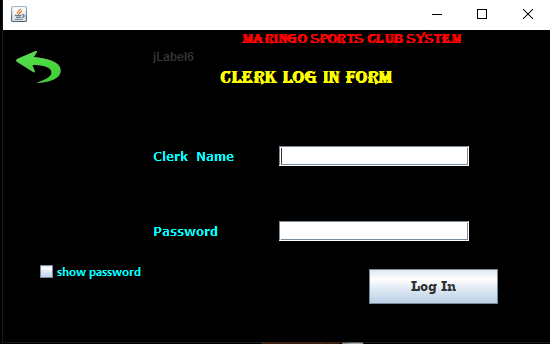 MARINGO SPORTS CLUB SYSTEM
jLabel6
CLERK LOG IN FORM
Clerk Name
Password
show password
Log In